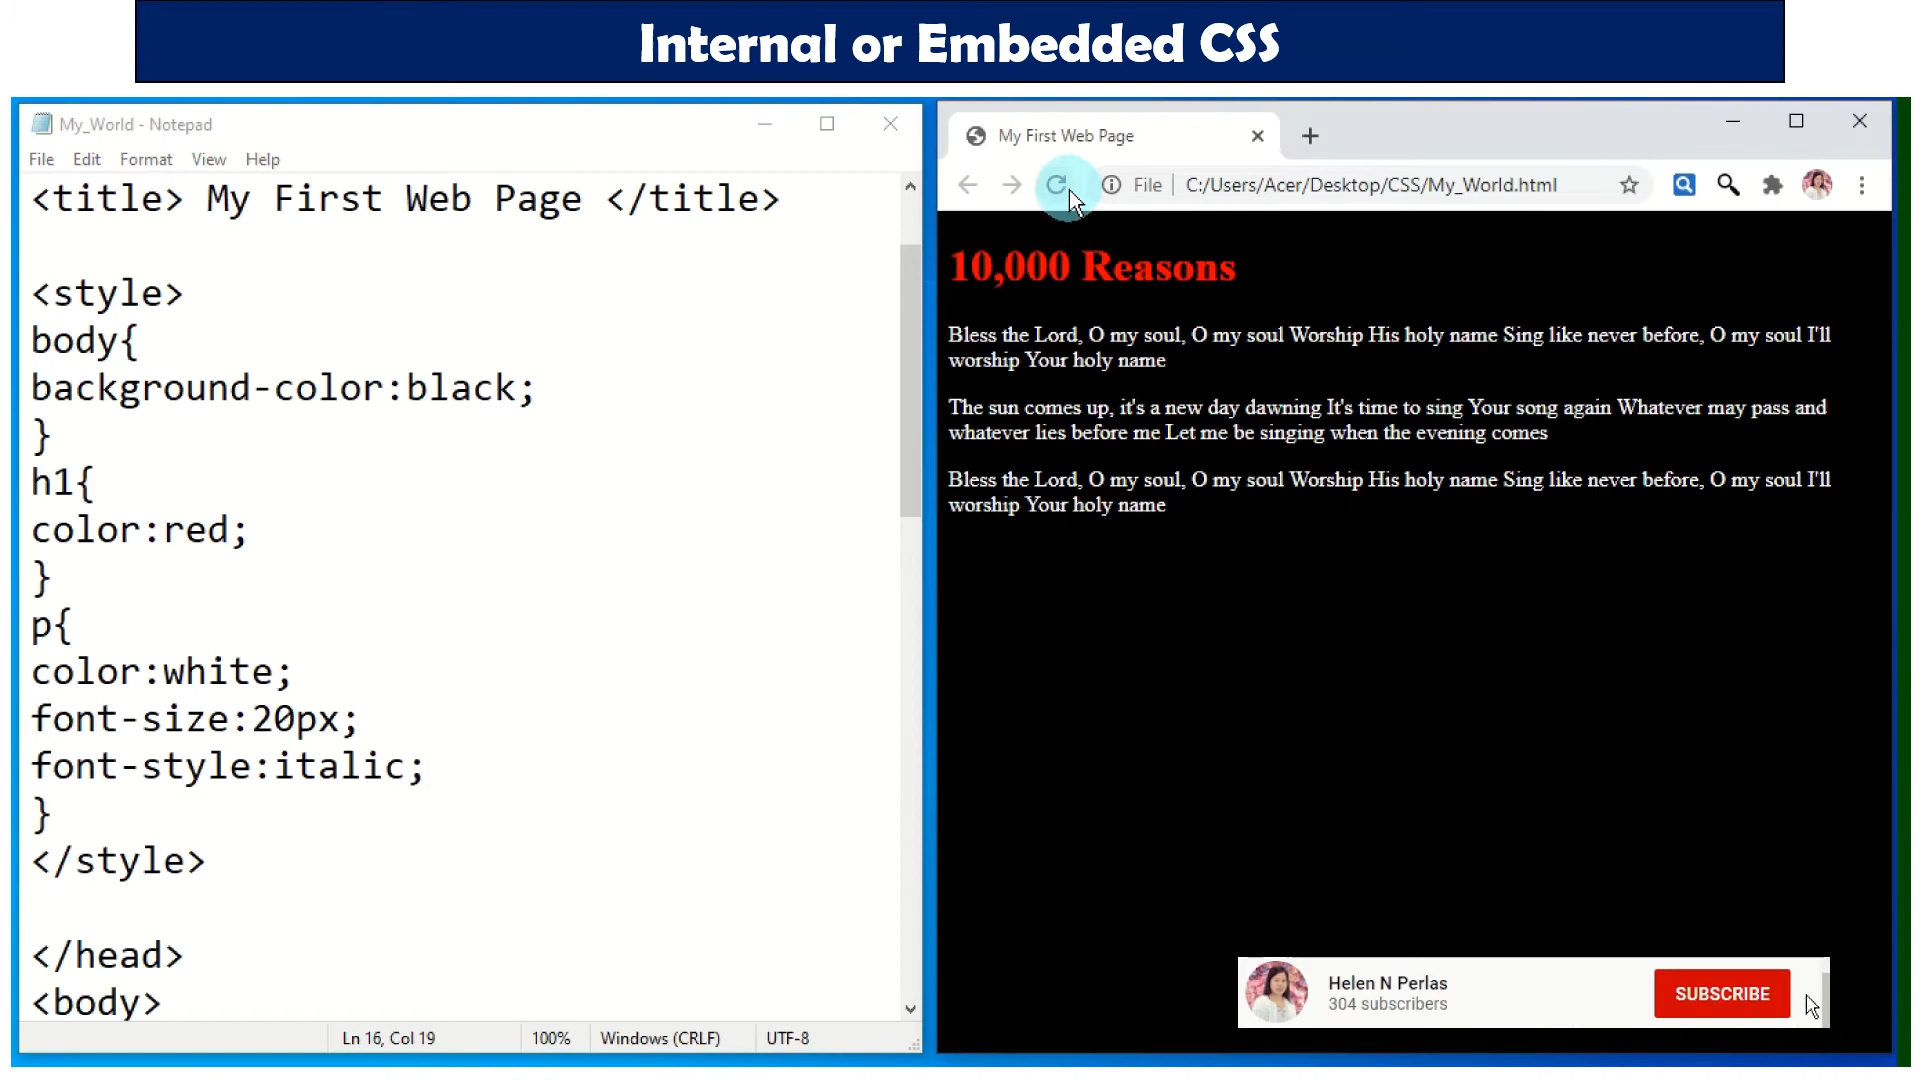 Internal or Embedded CSS
My_World - Notepad
File Edit Format View Help
<title> My First Web Page </title>
<style>
body{
background-color:black;
}
h1{
color:red;
}
p{
color:white;
font-size:20px;
font-style:italic;
}
</style>
</head>
<body>
Ln 16, Col 19 100% Windows (CRLF) UTF-8
My First Web Page
File C:/Users/Acer/Desktop/CSS/My_World.html
10,000 Reasons
Bless the Lord, O my soul, O my soul Worship His holy name Sing like never before, O my soul I'll
worship Your holy name
The sun comes up, it's a new day dawning It's time to sing Your song again Whatever may pass and
whatever lies before me Let me be singing when the evening comes
Bless the Lord, O my soul, O my soul Worship His holy name Sing like never before, O my soul I'll
worship Your holy name
Helen N Perlas
304 subscribers
SUBSCRIBE